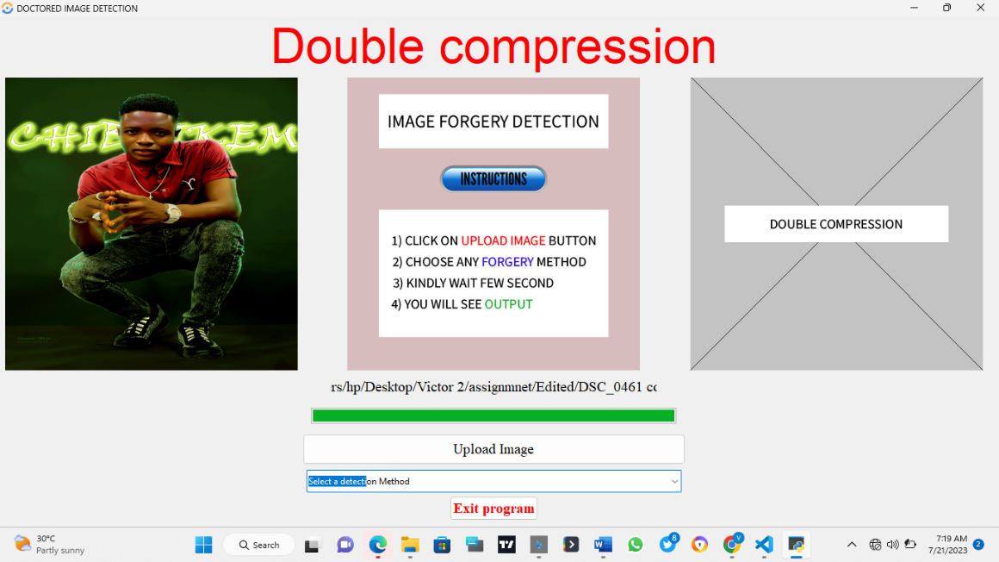 DOCTORED IMAGE DETECTION
Double compression
IMAGE FORGERY DETECTION
INSTRUCTIONS
1) CLICK ON UPLOAD IMAGE BUTTON
2) CHOOSE ANY FORGERY METHOD
3) KINDLY WAIT FEW SECOND
4) YOU WILL SEE OUTPUT
DOUBLE COMPRESSION
rs/hp/Desktop/Victor 2/assignmnet/Edited/DSC_0461 cc
Upload Image
Select a detection Method
Exit program
30°C
Partly sunny
Search
8
V
7:19 AM
7/21/2023
2